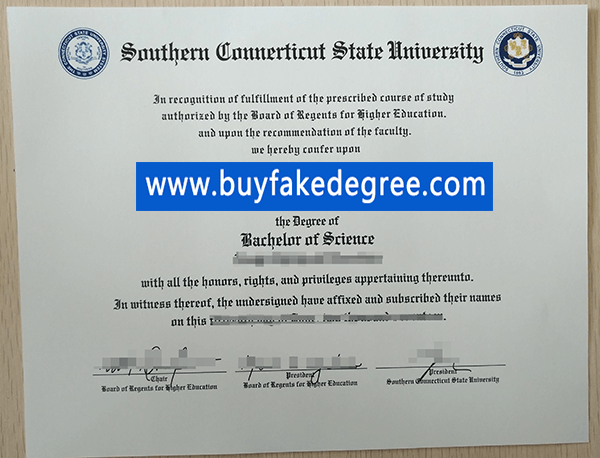 Southern Connerticut State University
In recognition of fulfillment of the prescribed course of study
authorized by the Board of Regents for Higher Education.
and upon the recommendation of the faculty.
we hereby confer upon
www.buyfakedegree.com
the Degree of
Bachelor of Science
with all the honors, rights, and privileges appertaining thereunto.
In witness thereof, the undersigned have affixed and subscribed their names
on this
Chair
Board of Regents for Higher Education
President
Board of Regents for Higher Education
President
Southern Connecticut State University